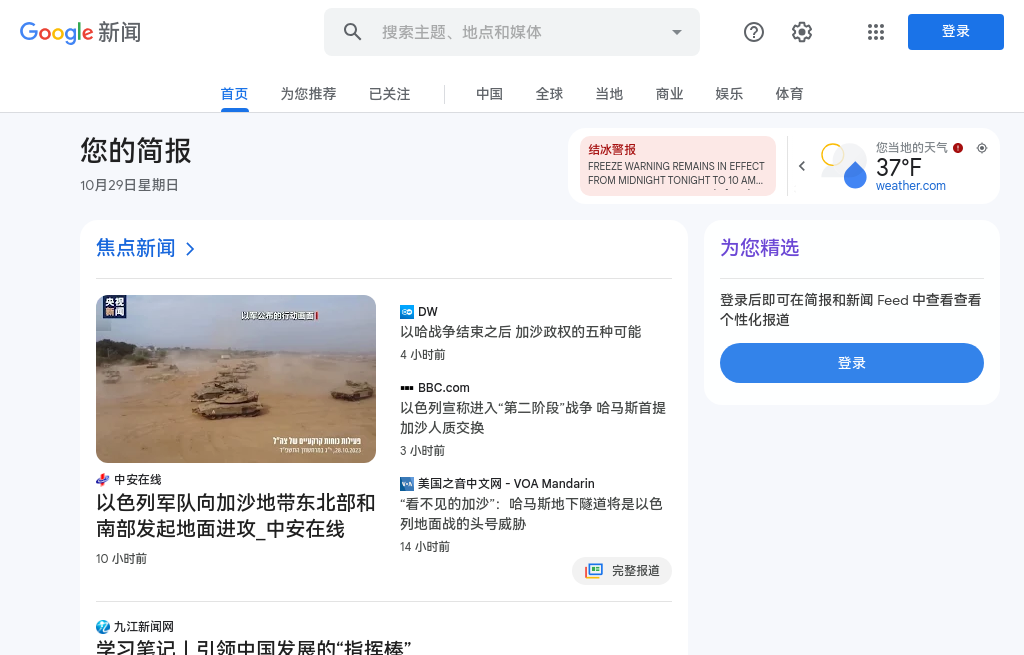 Google 新闻
搜索主题、地点和媒体
登录
首页
为您推荐
已关注
中国
全球
当地
商业
娱乐
体育
您的简报
10月29日星期日
结冰警报
FREEZE WARNING REMAINS IN EFFECT
FROM MIDNIGHT TONIGHT TO 10 AM...
您当地的天气
37°F
weather.com
焦点新闻
央视
新闻
以军公布的行动画面
פעילות כוחות קרקעיים של צה"ל
中安在线
以色列军队向加沙地带东北部和
南部发起地面进攻_中安在线
10 小时前
DW
以哈战争结束之后 加沙政权的五种可能
4 小时前
BBC.com
以色列宣称进入“第二阶段”战争 哈马斯首提
加沙人质交换
3 小时前
美国之音中文网 - VOA Mandarin
“看不见的加沙”：哈马斯地下隧道将是以色
列地面战的头号威胁
14 小时前
完整报道
九江新闻网
学习笔记丨引领中国发展的“指挥棒”
为您精选
登录后即可在简报和新闻 Feed 中查看查看
个性化报道
登录